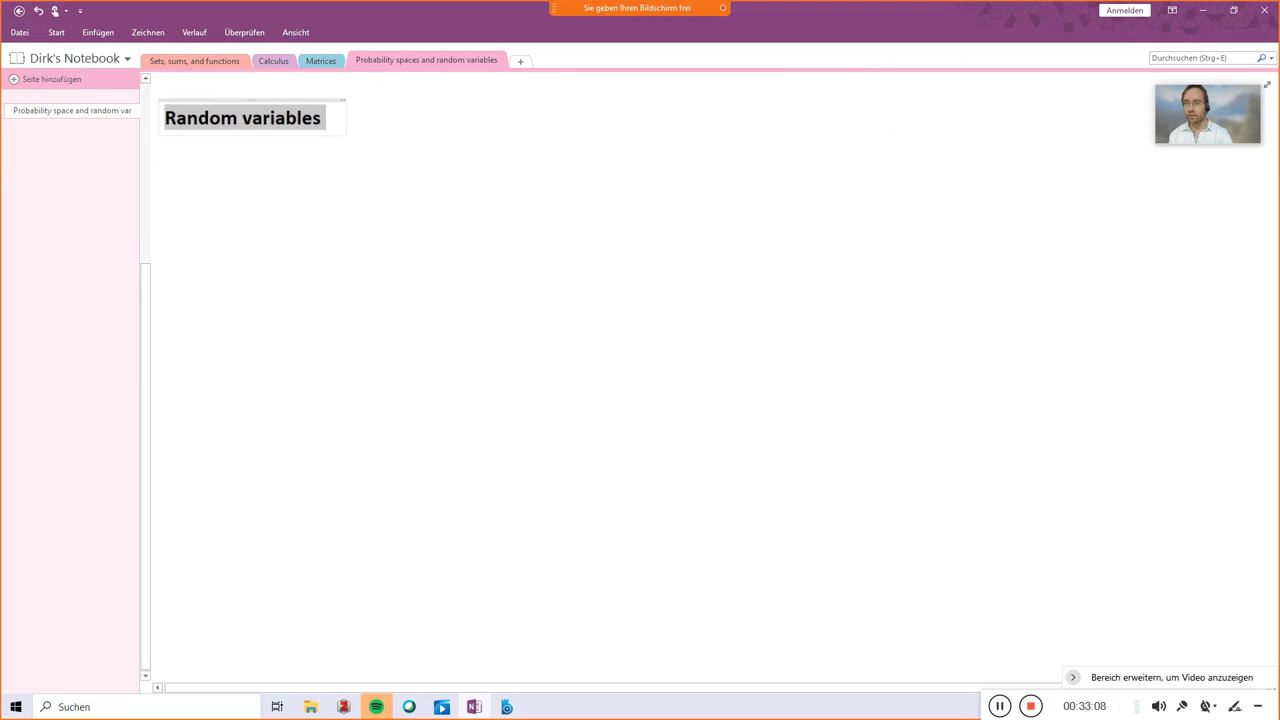 Sie geben Ihren Bildschirm frei
Anmelden
Datei Start Einfügen Zeichnen Verlauf Überprüfen Ansicht
Dirk's Notebook
Sets, sums, and functions Calculus Matrices Probability spaces and random variables +
Durchsuchen (Strg+E)
Seite hinzufügen
Probability space and random var
Random variables
Bereich erweitern, um Video anzuzeigen
Suchen
00:33:08